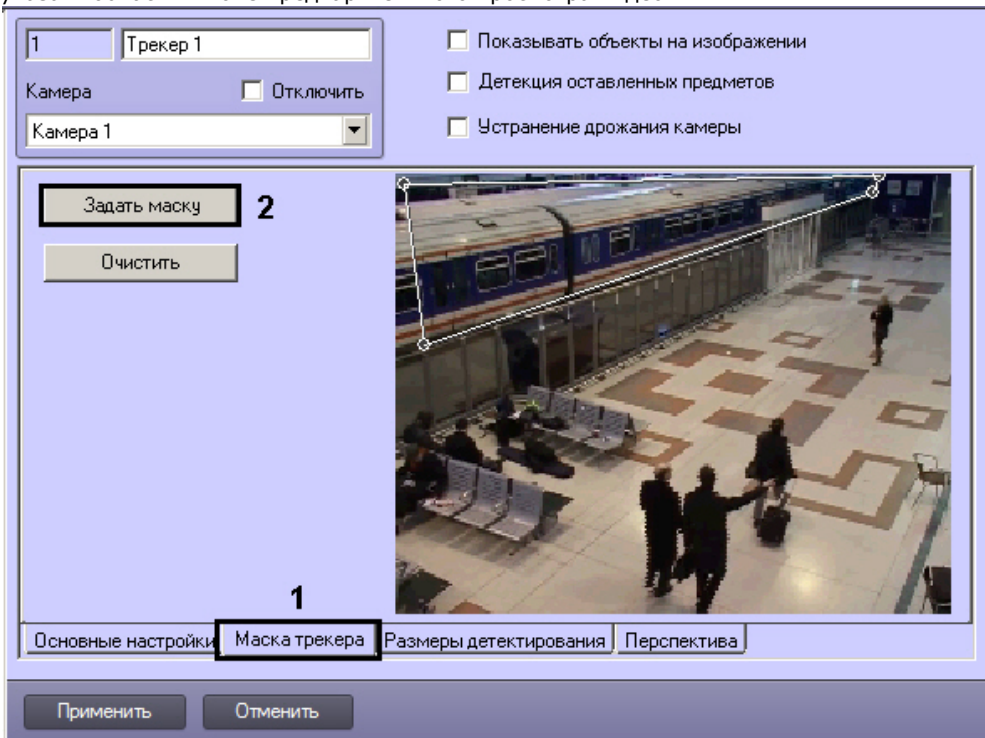 1 Трекер 1
Камера Отключить
Камера 1
Показывать объекты на изображении
Детекция оставленных предметов
Устранение дрожания камеры
Задать маску 2
Очистить
1
Основные настройки Маска трекера Размеры детектирования Перспектива
Применить Отменить